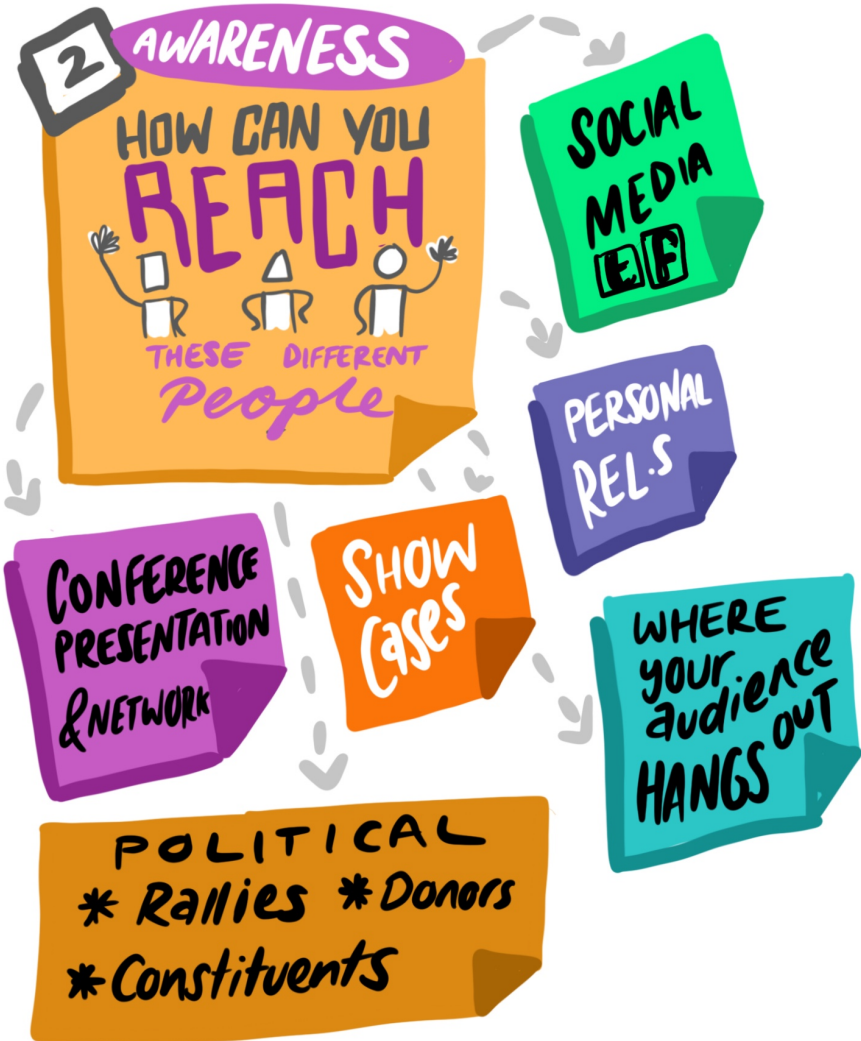 2
AWARENESS
HOW CAN YOU
REACH
THESE DIFFERENT
People
SOCIAL
MEDIA
E F
PERSONAL
REL.S
CONFERENCE
PRESENTATION
& NETWORK
SHOW
Cases
WHERE
your
audience
HANGS OUT
POLITICAL
* Rallies * Donors
* Constituents